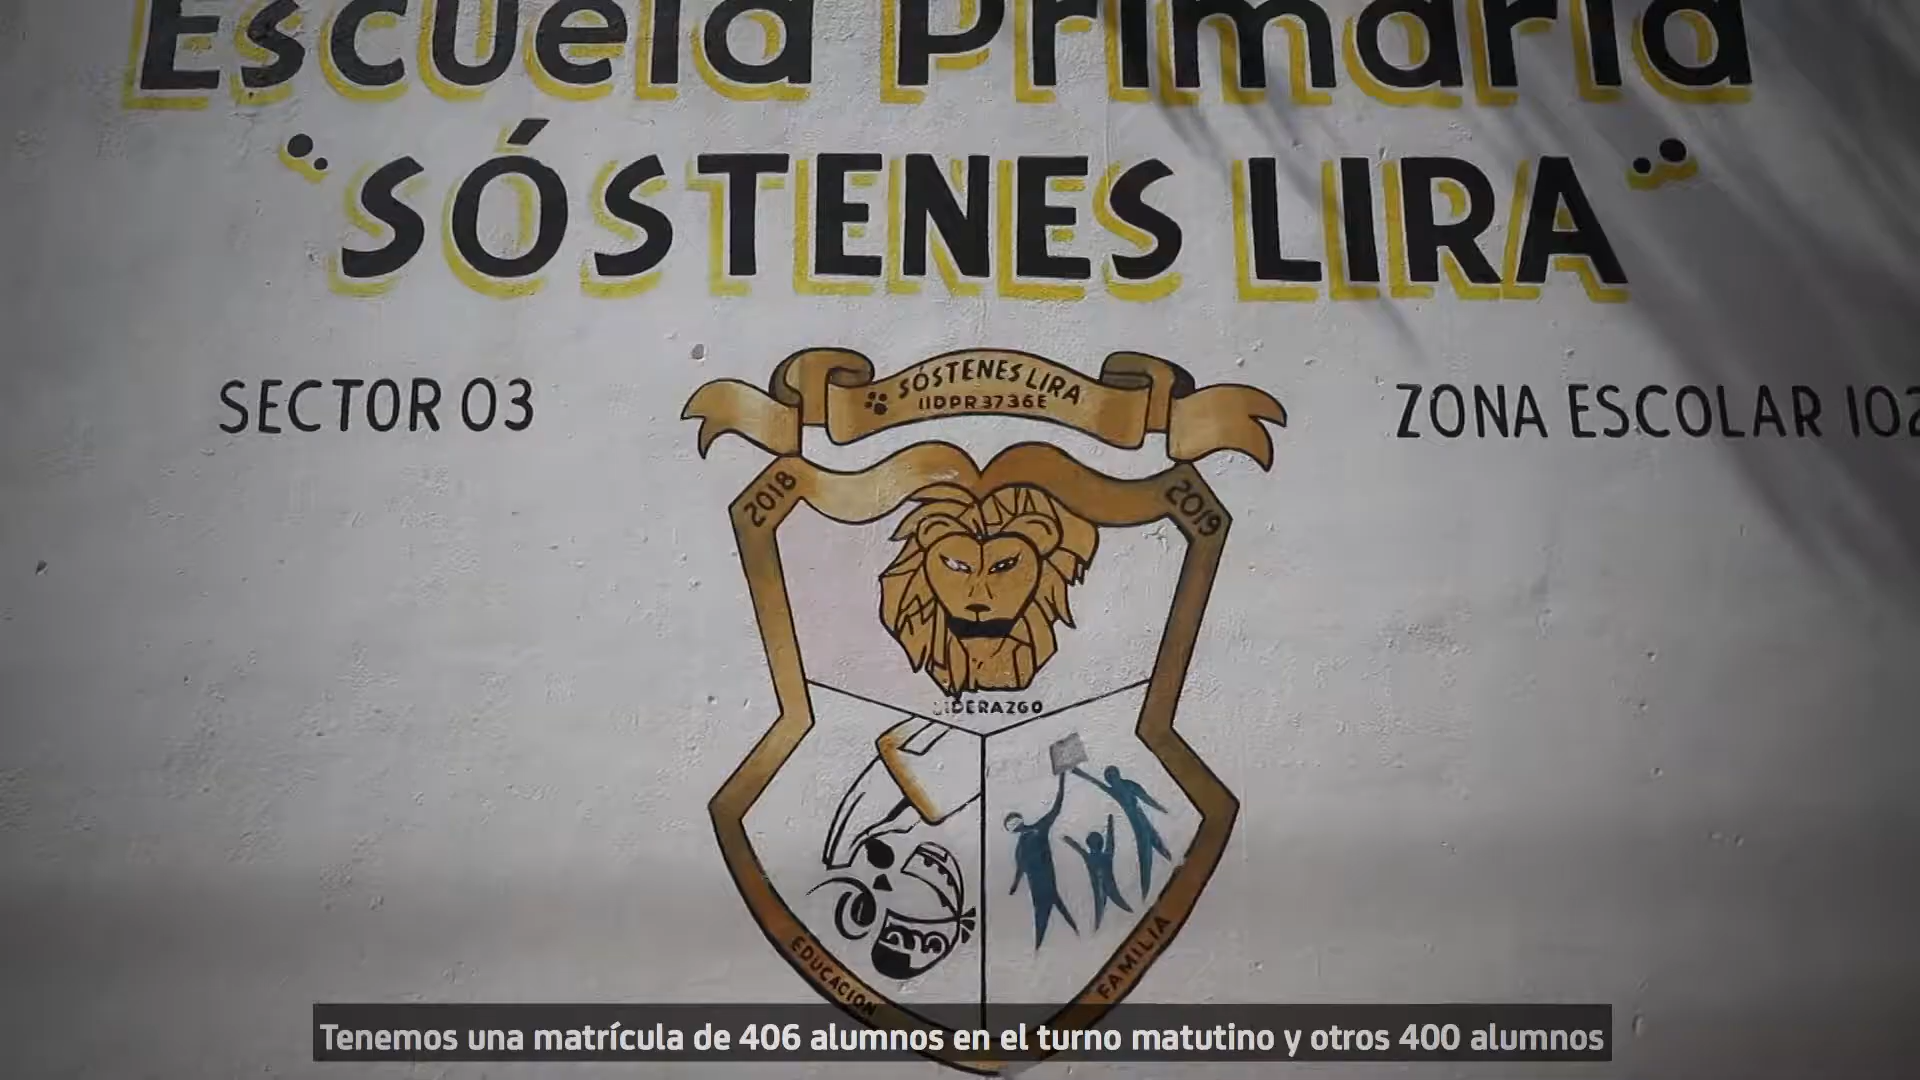 Escuela Primaria
"SÓSTENES LIRA"
SECTOR 03
ZONA ESCOLAR 102
SÓSTENES LIRA
11DPR3736E
2018
2019
LIDERAZGO
EDUCACION
FAMILIA
Tenemos una matrícula de 406 alumnos en el turno matutino y otros 400 alumnos